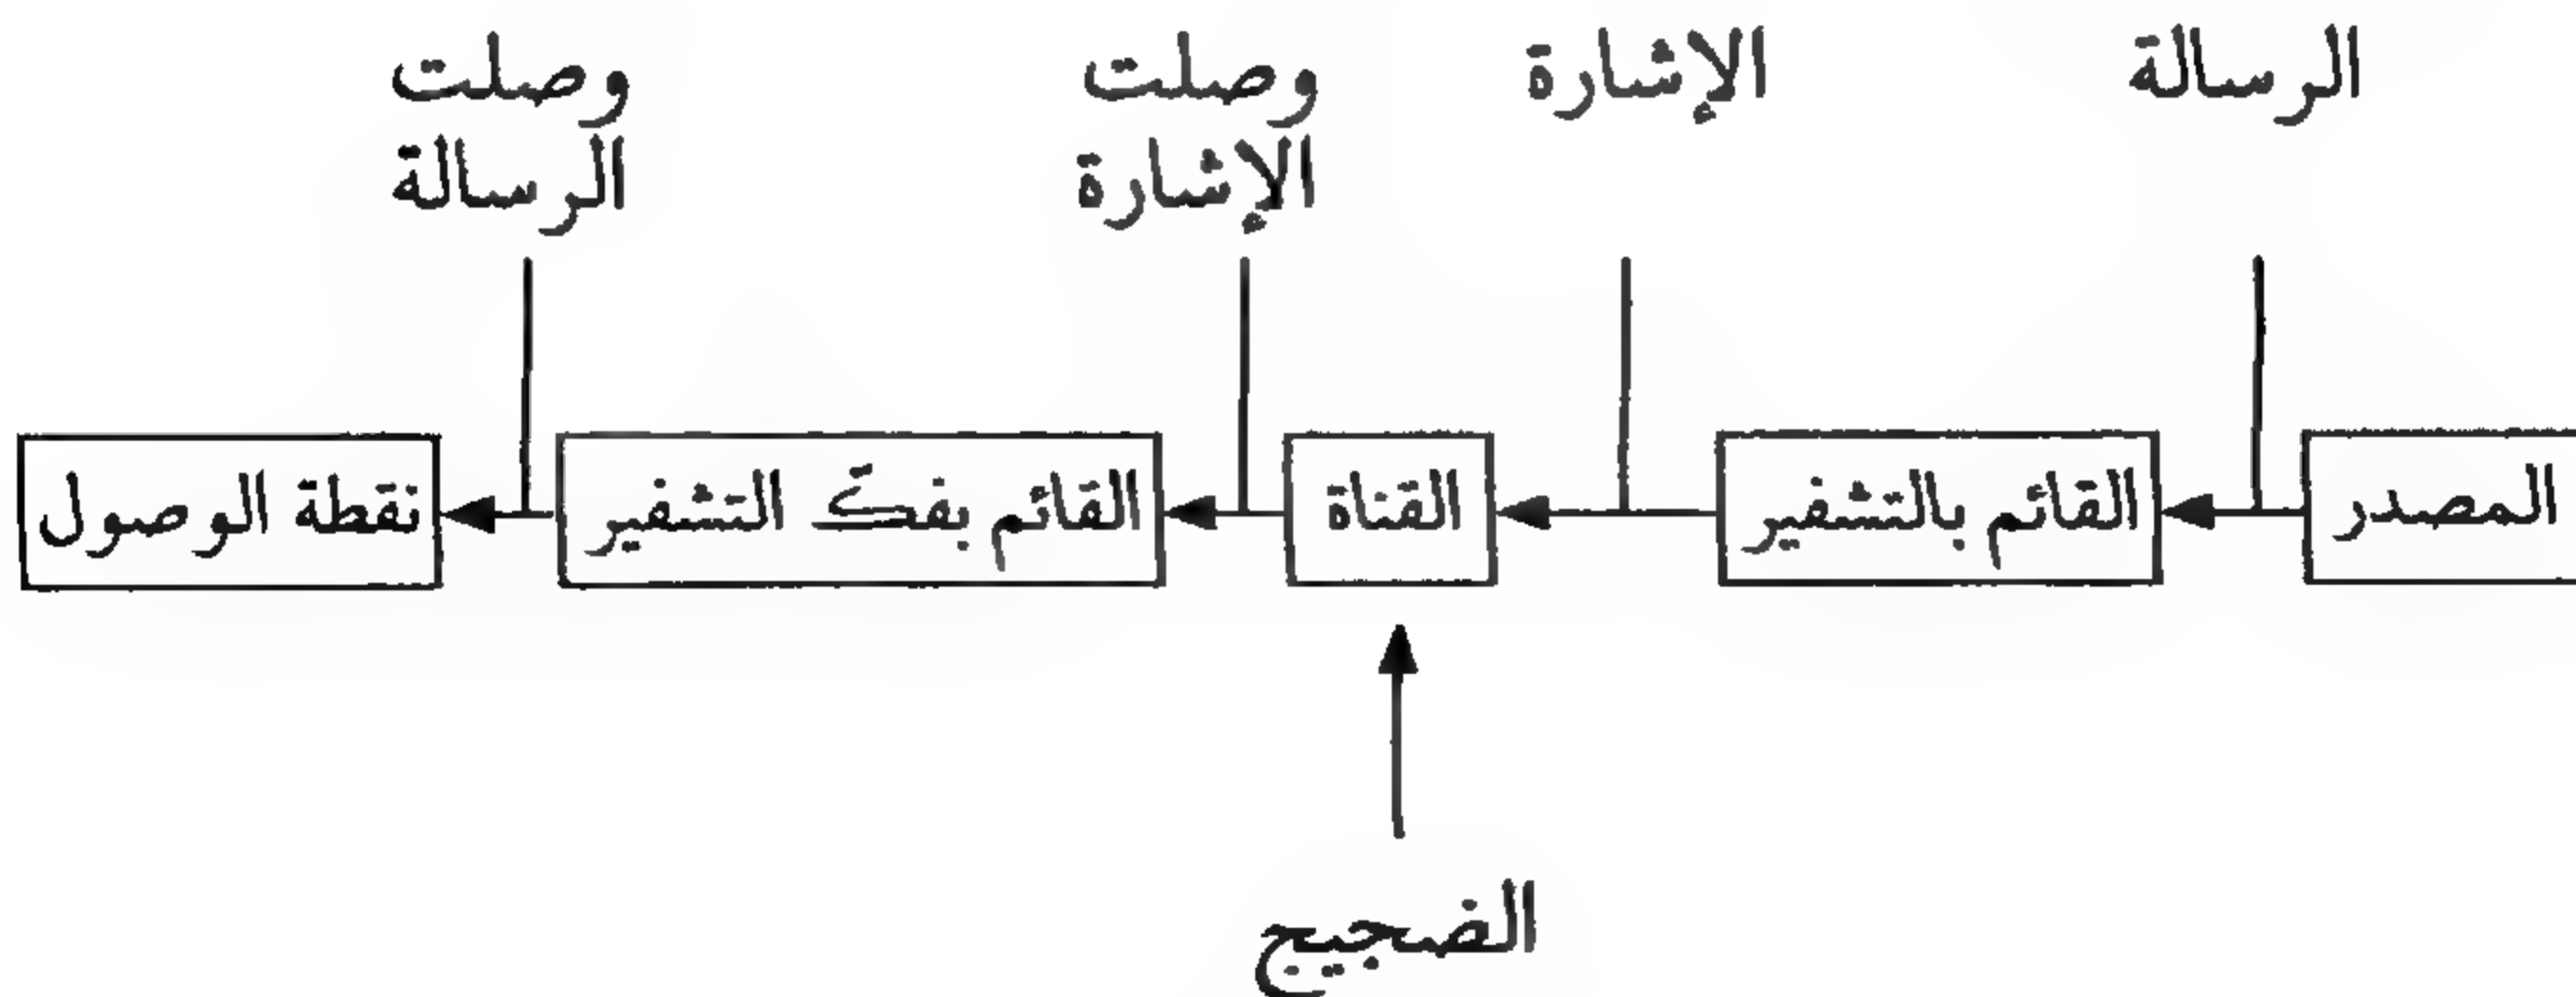 الرسالة
الإشارة
وصلت
الإشارة
وصلت
الرسالة
المصدر
القائم بالتشفير
القناة
القائم بفكّ التشفير
نقطة الوصول
الضجيج